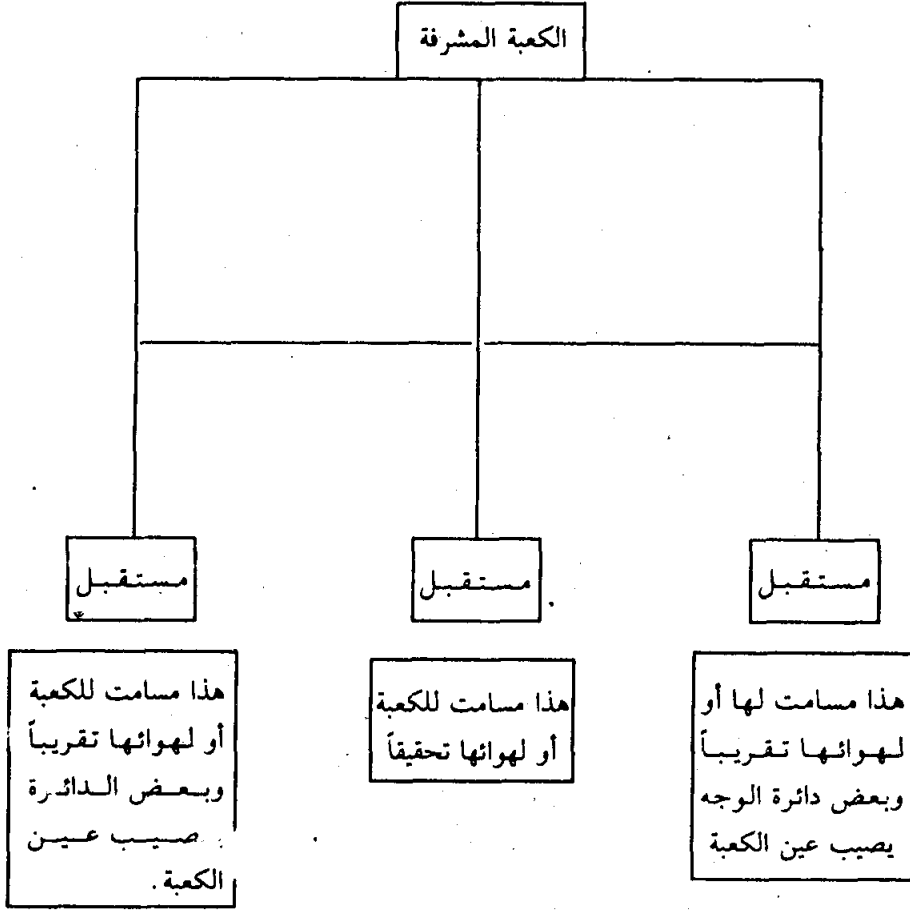 الكعبة المشرفة
مستقبل
مستقبل
مستقبل
هذا مسامت لها أو
لهوائها تقريباً
وبعض دائرة الوجه
يصيب عين الكعبة
هذا مسامت للكعبة
أو لهوائها تحقيقاً
هذا مسامت للكعبة
أو لهوائها تقريباً
وبعض الدائرة
صيب عين
الكعبة .